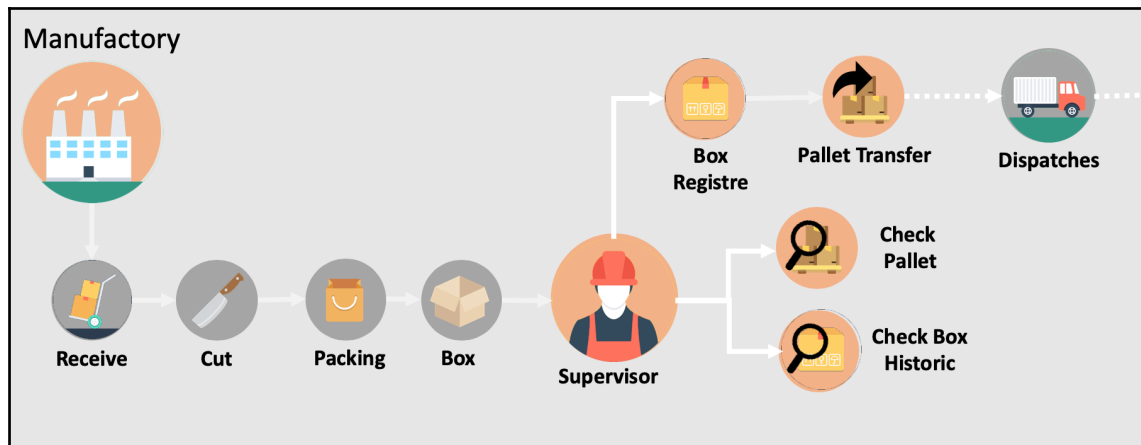 Manufactory
Box
Registre
Pallet Transfer
Dispatches
Check
Pallet
Receive
Cut
Packing
Box
Supervisor
Check Box
Historic